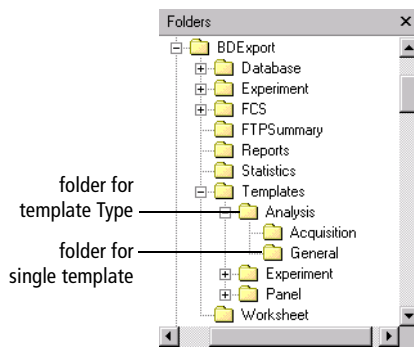 Folders
BDExport
Database
Experiment
FCS
FTPSummary
Reports
Statistics
Templates
Analysis
Acquisition
General
Experiment
Panel
Worksheet
folder for
template Type
folder for
single template